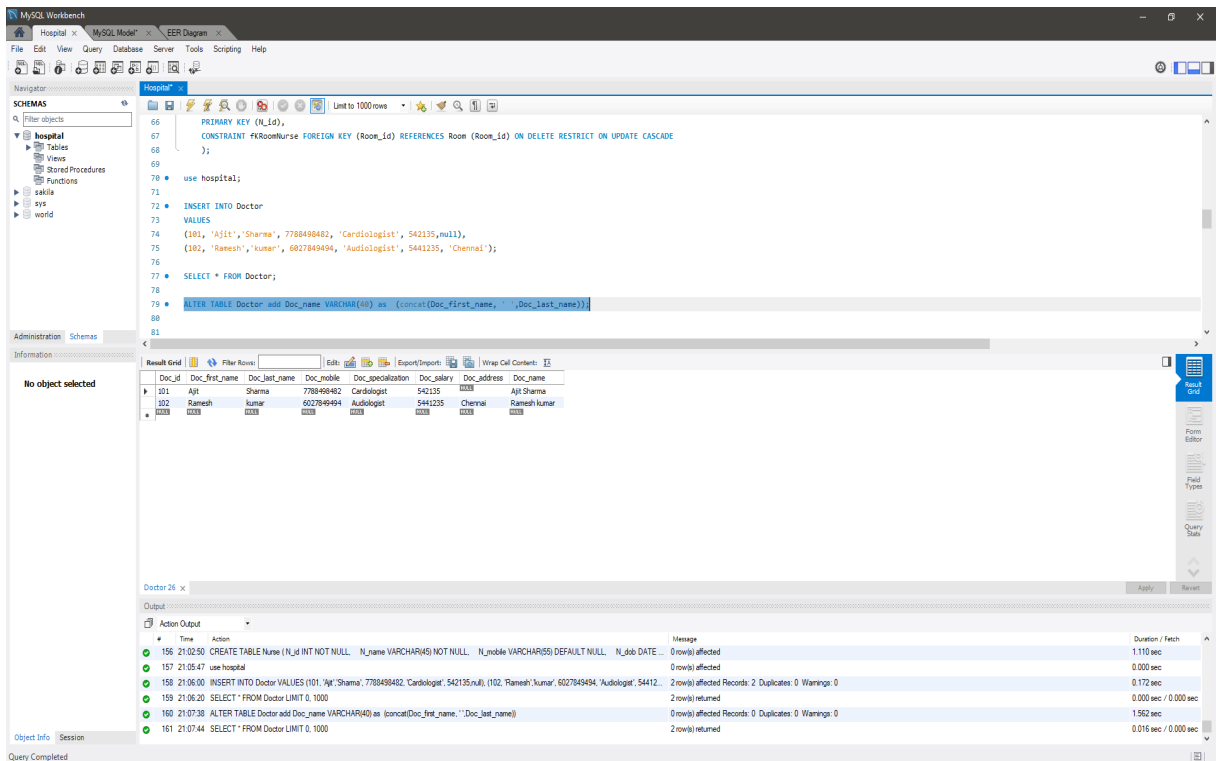 MySQL Workbench
Hospital × MySQL Model* × EER Diagram ×
File Edit View Query Database Server Tools Scripting Help
Navigator
SCHEMAS
Filter objects
hospital
Tables
Views
Stored Procedures
Functions
sakila
sys
world
Administration Schemas
Information
No object selected
Object Info Session
Hospital* ×
Limit to 1000 rows
66 PRIMARY KEY (N_id),
67 CONSTRAINT fKRoomNurse FOREIGN KEY (Room_id) REFERENCES Room (Room_id) ON DELETE RESTRICT ON UPDATE CASCADE
68 );
69
70 use hospital;
71
72 INSERT INTO Doctor
73 VALUES
74 (101, 'Ajit','Sharma', 7788498482, 'Cardiologist', 542135,null),
75 (102, 'Ramesh','kumar', 6027849494, 'Audiologist', 5441235, 'Chennai');
76
77 SELECT * FROM Doctor;
78
79 ALTER TABLE Doctor add Doc_name VARCHAR(40) as (concat(Doc_first_name, ' ',Doc_last_name));
80
81
Result Grid Filter Rows: Edit: Export/Import: Wrap Cell Content:
Doc_id Doc_first_name Doc_last_name Doc_mobile Doc_specialization Doc_salary Doc_address Doc_name
101 Ajit Sharma 7788498482 Cardiologist 542135 NULL Ajit Sharma
102 Ramesh kumar 6027849494 Audiologist 5441235 Chennai Ramesh kumar
NULL NULL NULL NULL NULL NULL NULL NULL
Result Grid
Form Editor
Field Types
Query Stats
Doctor 26 × Apply Revert
Output
Action Output
# Time Action Message Duration / Fetch
156 21:02:50 CREATE TABLE Nurse ( N_id INT NOT NULL, N_name VARCHAR(45) NOT NULL, N_mobile VARCHAR(55) DEFAULT NULL, N_dob DATE ... 0 row(s) affected 1.110 sec
157 21:05:47 use hospital 0 row(s) affected 0.000 sec
158 21:06:00 INSERT INTO Doctor VALUES (101, 'Ajit','Sharma', 7788498482, 'Cardiologist', 542135,null), (102, 'Ramesh','kumar', 6027849494, 'Audiologist', 54412... 2 row(s) affected Records: 2 Duplicates: 0 Warnings: 0 0.172 sec
159 21:06:20 SELECT * FROM Doctor LIMIT 0, 1000 2 row(s) returned 0.000 sec / 0.000 sec
160 21:07:38 ALTER TABLE Doctor add Doc_name VARCHAR(40) as (concat(Doc_first_name, ' ',Doc_last_name)) 0 row(s) affected Records: 0 Duplicates: 0 Warnings: 0 1.562 sec
161 21:07:44 SELECT * FROM Doctor LIMIT 0, 1000 2 row(s) returned 0.016 sec / 0.000 sec
Query Completed